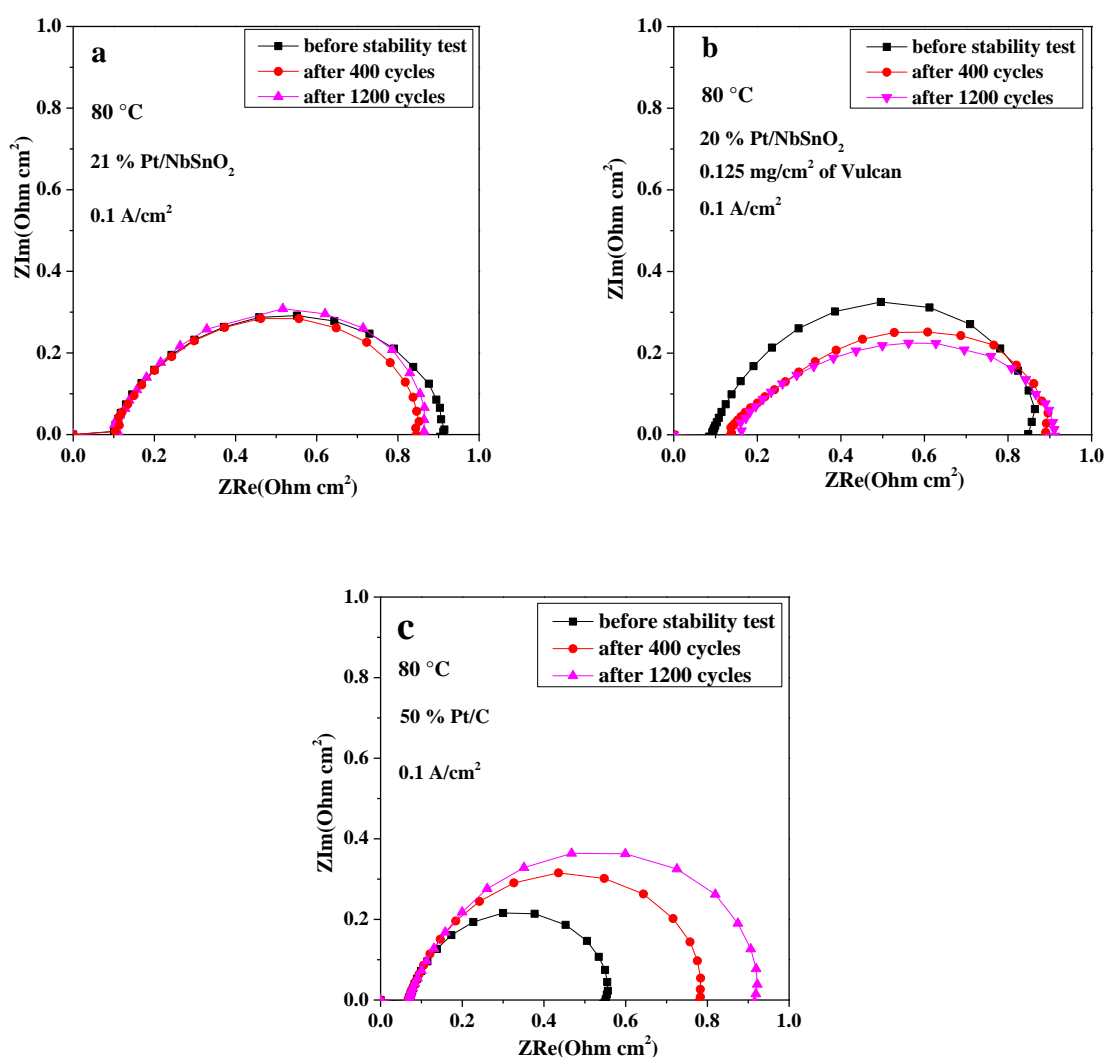 a
before stability test
after 400 cycles
after 1200 cycles
80 °C
21 % Pt/NbSnO₂
0.1 A/cm²
ZIm(Ohm cm²)
1.0
0.8
0.6
0.4
0.2
0.0
0.0 0.2 0.4 0.6 0.8 1.0
ZRe(Ohm cm²)
b
before stability test
after 400 cycles
after 1200 cycles
80 °C
20 % Pt/NbSnO₂
0.125 mg/cm² of Vulcan
0.1 A/cm²
ZIm(Ohm cm²)
1.0
0.8
0.6
0.4
0.2
0.0
0.0 0.2 0.4 0.6 0.8 1.0
ZRe(Ohm cm²)
c
before stability test
after 400 cycles
after 1200 cycles
80 °C
50 % Pt/C
0.1 A/cm²
ZIm(Ohm cm²)
1.0
0.8
0.6
0.4
0.2
0.0
0.0 0.2 0.4 0.6 0.8 1.0
ZRe(Ohm cm²)